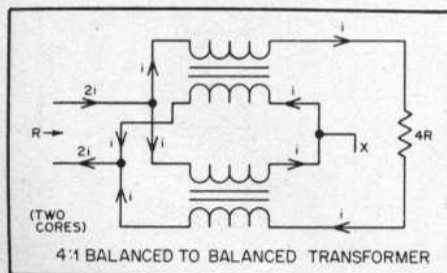 i
i
i
2i
i
R →
i
i
i
X
4R
2i
i
i
(TWO
CORES)
4:1 BALANCED TO BALANCED TRANSFORMER